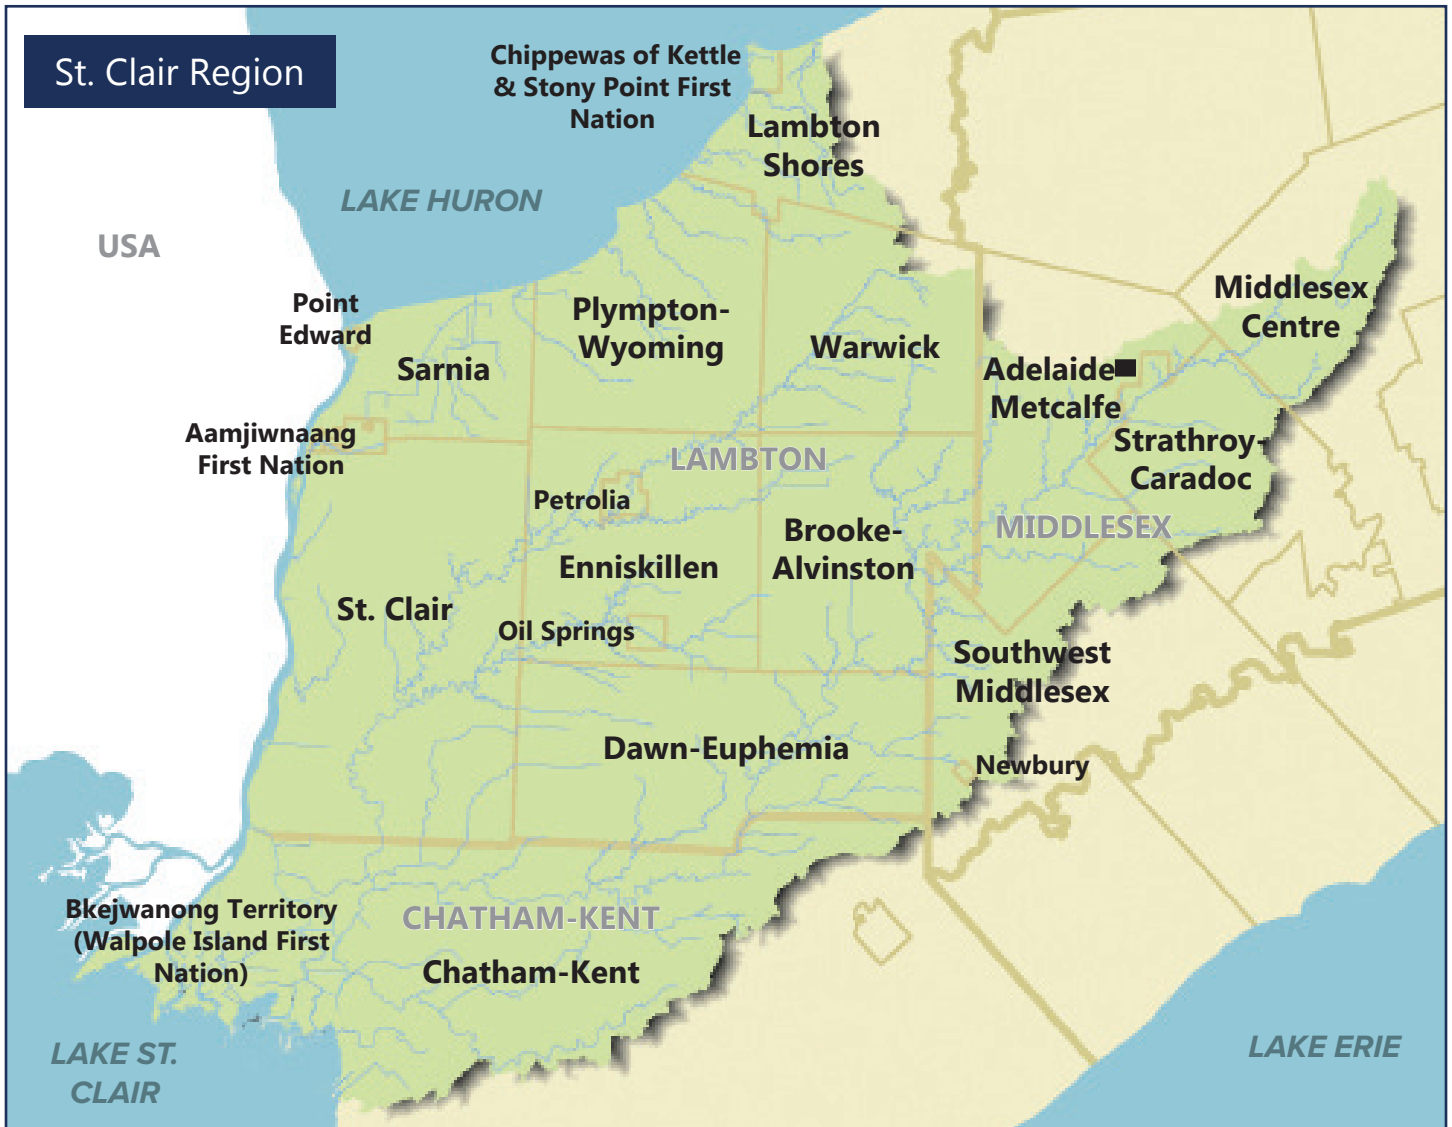 St. Clair Region
Chippewas of Kettle
& Stony Point First
Nation
Lambton
Shores
LAKE HURON
USA
Point
Edward
Sarnia
Plympton-
Wyoming
Warwick
Middlesex
Centre
Adelaide
Metcalfe
Aamjiwnaang
First Nation
LAMBTON
Strathroy-
Caradoc
Petrolia
Brooke-
Alvinston
MIDDLESEX
Enniskillen
St. Clair
Oil Springs
Southwest
Middlesex
Dawn-Euphemia
Newbury
Bkejwanong Territory
(Walpole Island First
Nation)
CHATHAM-KENT
Chatham-Kent
LAKE ST.
CLAIR
LAKE ERIE